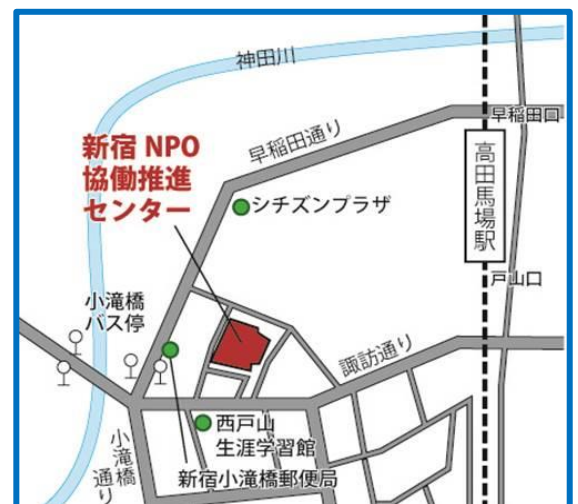 神田川
早稲田口
早稲田通り
新宿 NPO
協働推進
センター
高田馬場駅
シチズンプラザ
戸山口
小滝橋
バス停
諏訪通り
西戸山
生涯学習館
小滝橋
通り
新宿小滝橋郵便局